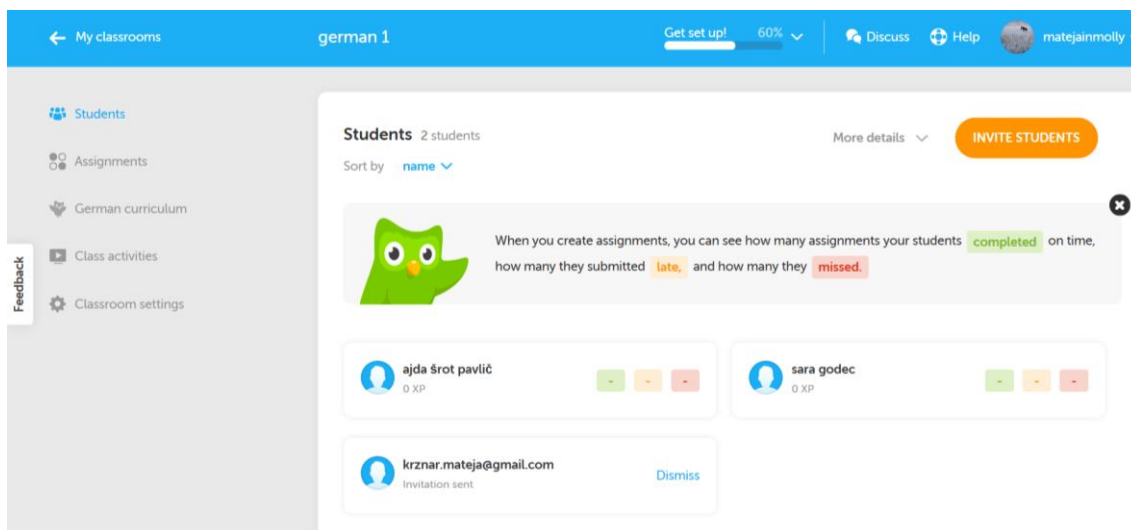 My classrooms
german 1
Get set up! 60%
Discuss
Help
matejainmolly
Students
Assignments
German curriculum
Class activities
Classroom settings
Feedback
Students 2 students
More details
INVITE STUDENTS
Sort by name
When you create assignments, you can see how many assignments your students completed on time,
how many they submitted late, and how many they missed.
ajda šrot pavlič
0 XP
- - -
sara godec
0 XP
- - -
krznar.mateja@gmail.com
Invitation sent
Dismiss